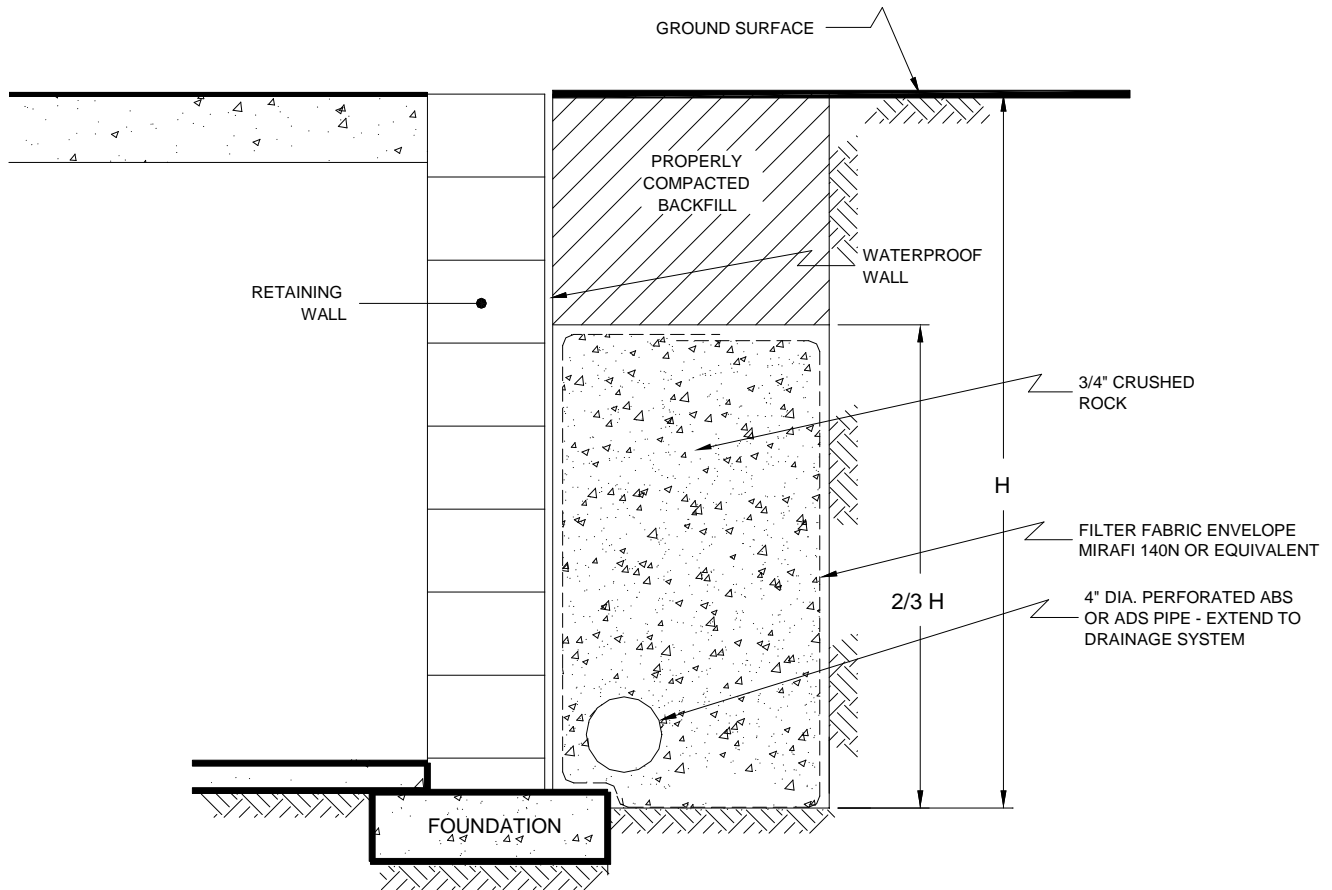 GROUND SURFACE
PROPERLY
COMPACTED
BACKFILL
WATERPROOF
WALL
RETAINING
WALL
3/4" CRUSHED
ROCK
H
FILTER FABRIC ENVELOPE
MIRAFI 140N OR EQUIVALENT
2/3 H
4" DIA. PERFORATED ABS
OR ADS PIPE - EXTEND TO
DRAINAGE SYSTEM
FOUNDATION